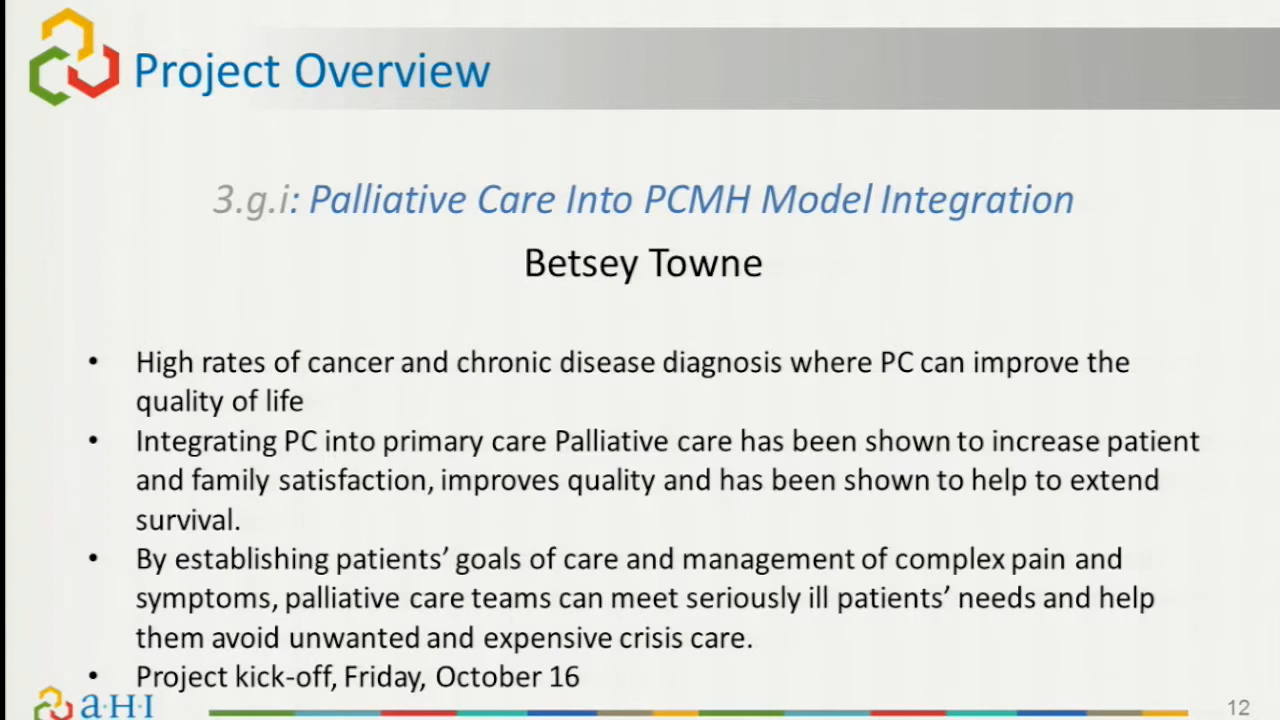 Project Overview
3.g.i: Palliative Care Into PCMH Model Integration
Betsey Towne
• High rates of cancer and chronic disease diagnosis where PC can improve the
quality of life
• Integrating PC into primary care Palliative care has been shown to increase patient
and family satisfaction, improves quality and has been shown to help to extend
survival.
• By establishing patients’ goals of care and management of complex pain and
symptoms, palliative care teams can meet seriously ill patients’ needs and help
them avoid unwanted and expensive crisis care.
• Project kick-off, Friday, October 16
a·H·I
12